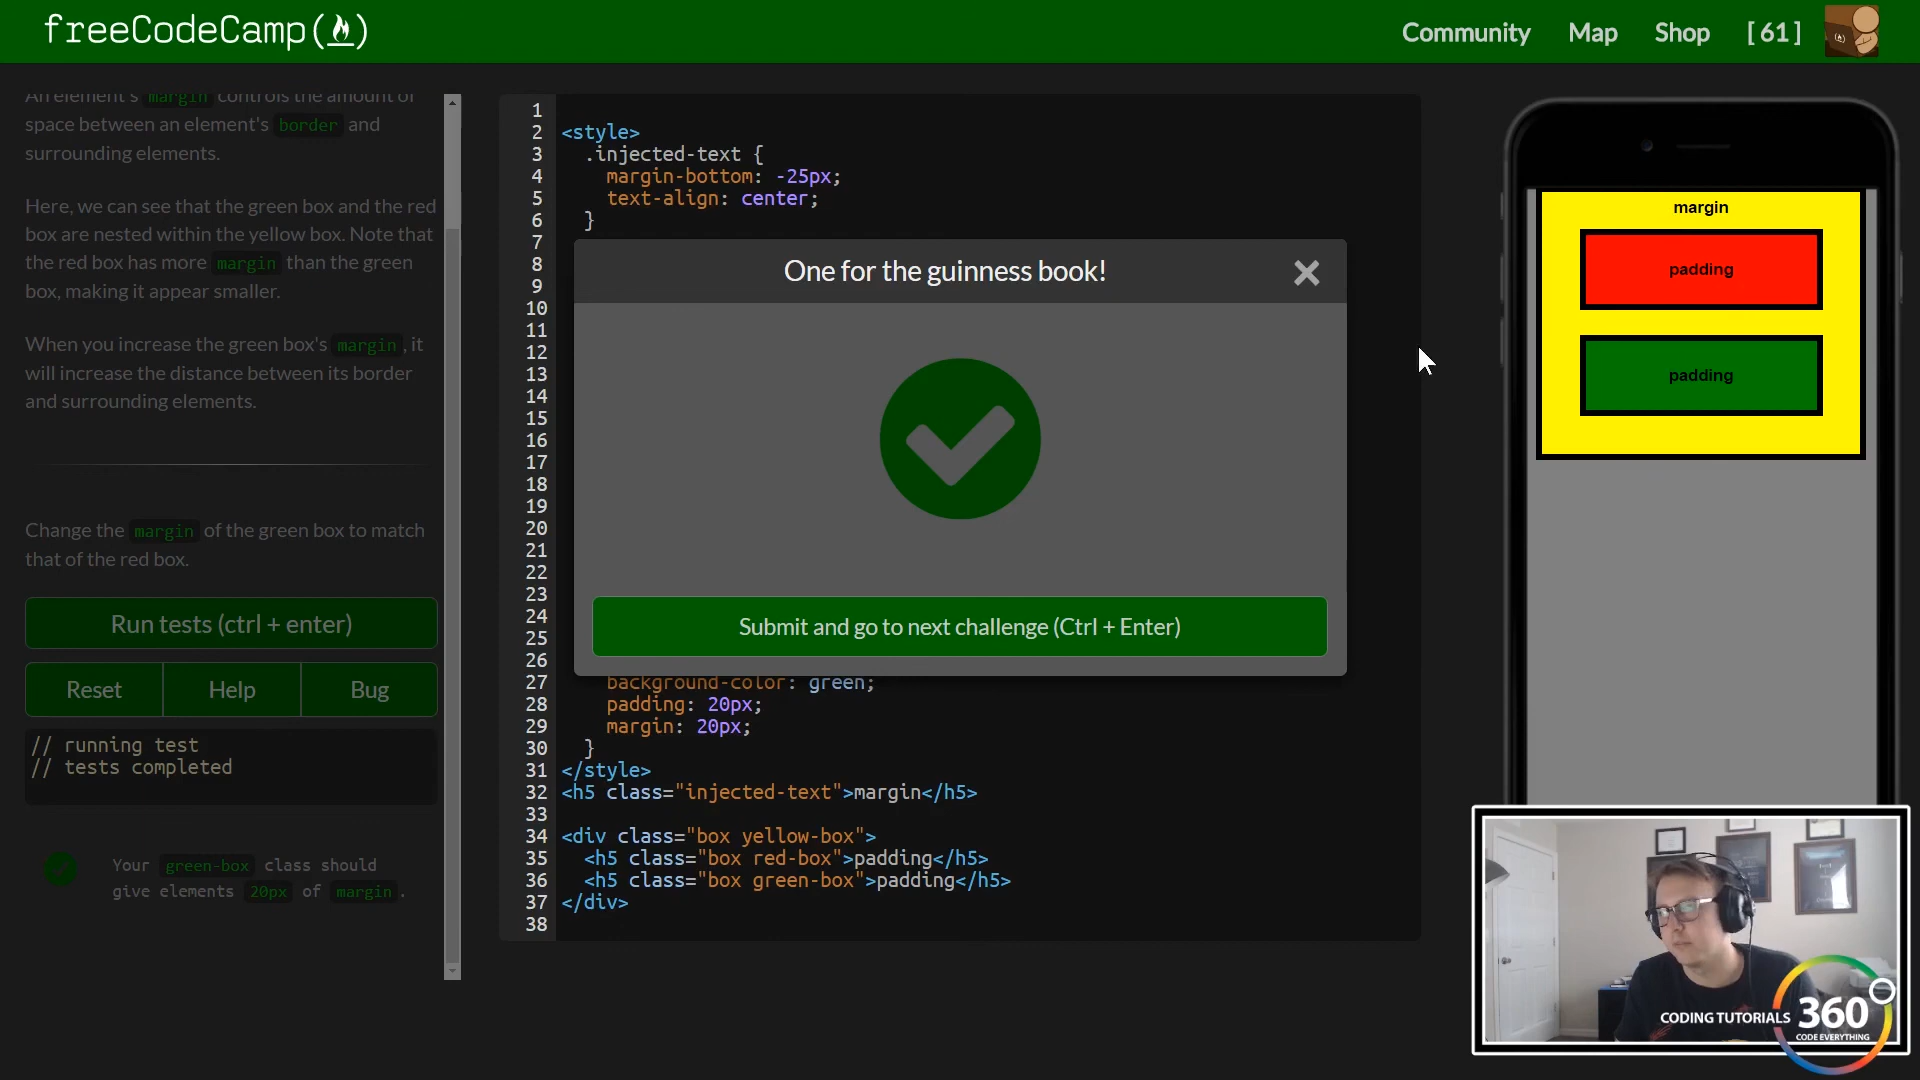 freeCodeCamp(🔥)
Community Map Shop [ 61 ]
An element's margin controls the amount of
space between an element's border and
surrounding elements.
Here, we can see that the green box and the red
box are nested within the yellow box. Note that
the red box has more margin than the green
box, making it appear smaller.
When you increase the green box's margin, it
will increase the distance between its border
and surrounding elements.
Change the margin of the green box to match
that of the red box.
Run tests (ctrl + enter)
Reset Help Bug
// running test
// tests completed
Your green-box class should
give elements 20px of margin.
1
2 <style>
3 .injected-text {
4 margin-bottom: -25px;
5 text-align: center;
6 }
7
8
9
10
11
12
13
14
15
16
17
18
19
20
21
22
23
24
25
26
27 background-color: green;
28 padding: 20px;
29 margin: 20px;
30 }
31 </style>
32 <h5 class="injected-text">margin</h5>
33
34 <div class="box yellow-box">
35 <h5 class="box red-box">padding</h5>
36 <h5 class="box green-box">padding</h5>
37 </div>
38
One for the guinness book!
Submit and go to next challenge (Ctrl + Enter)
margin
padding
padding
CODING TUTORIALS 360
CODE EVERYTHING